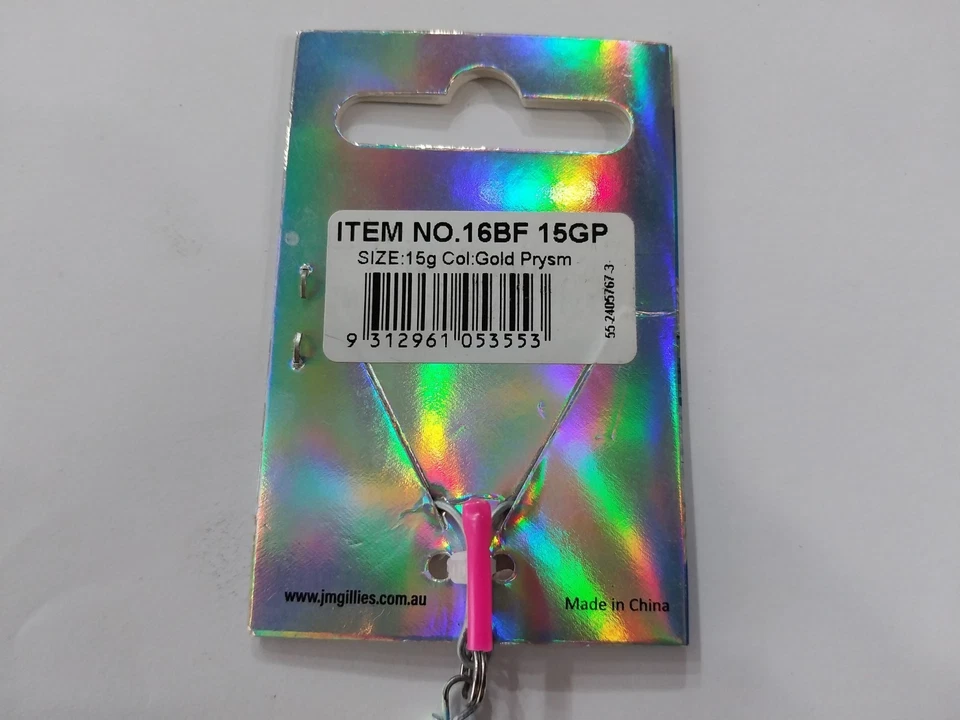 ITEM NO.16BF 15GP
SIZE:15g Col:Gold Prysm
9 312961 053553
55-2405767-3
www.jmgillies.com.au
Made in China